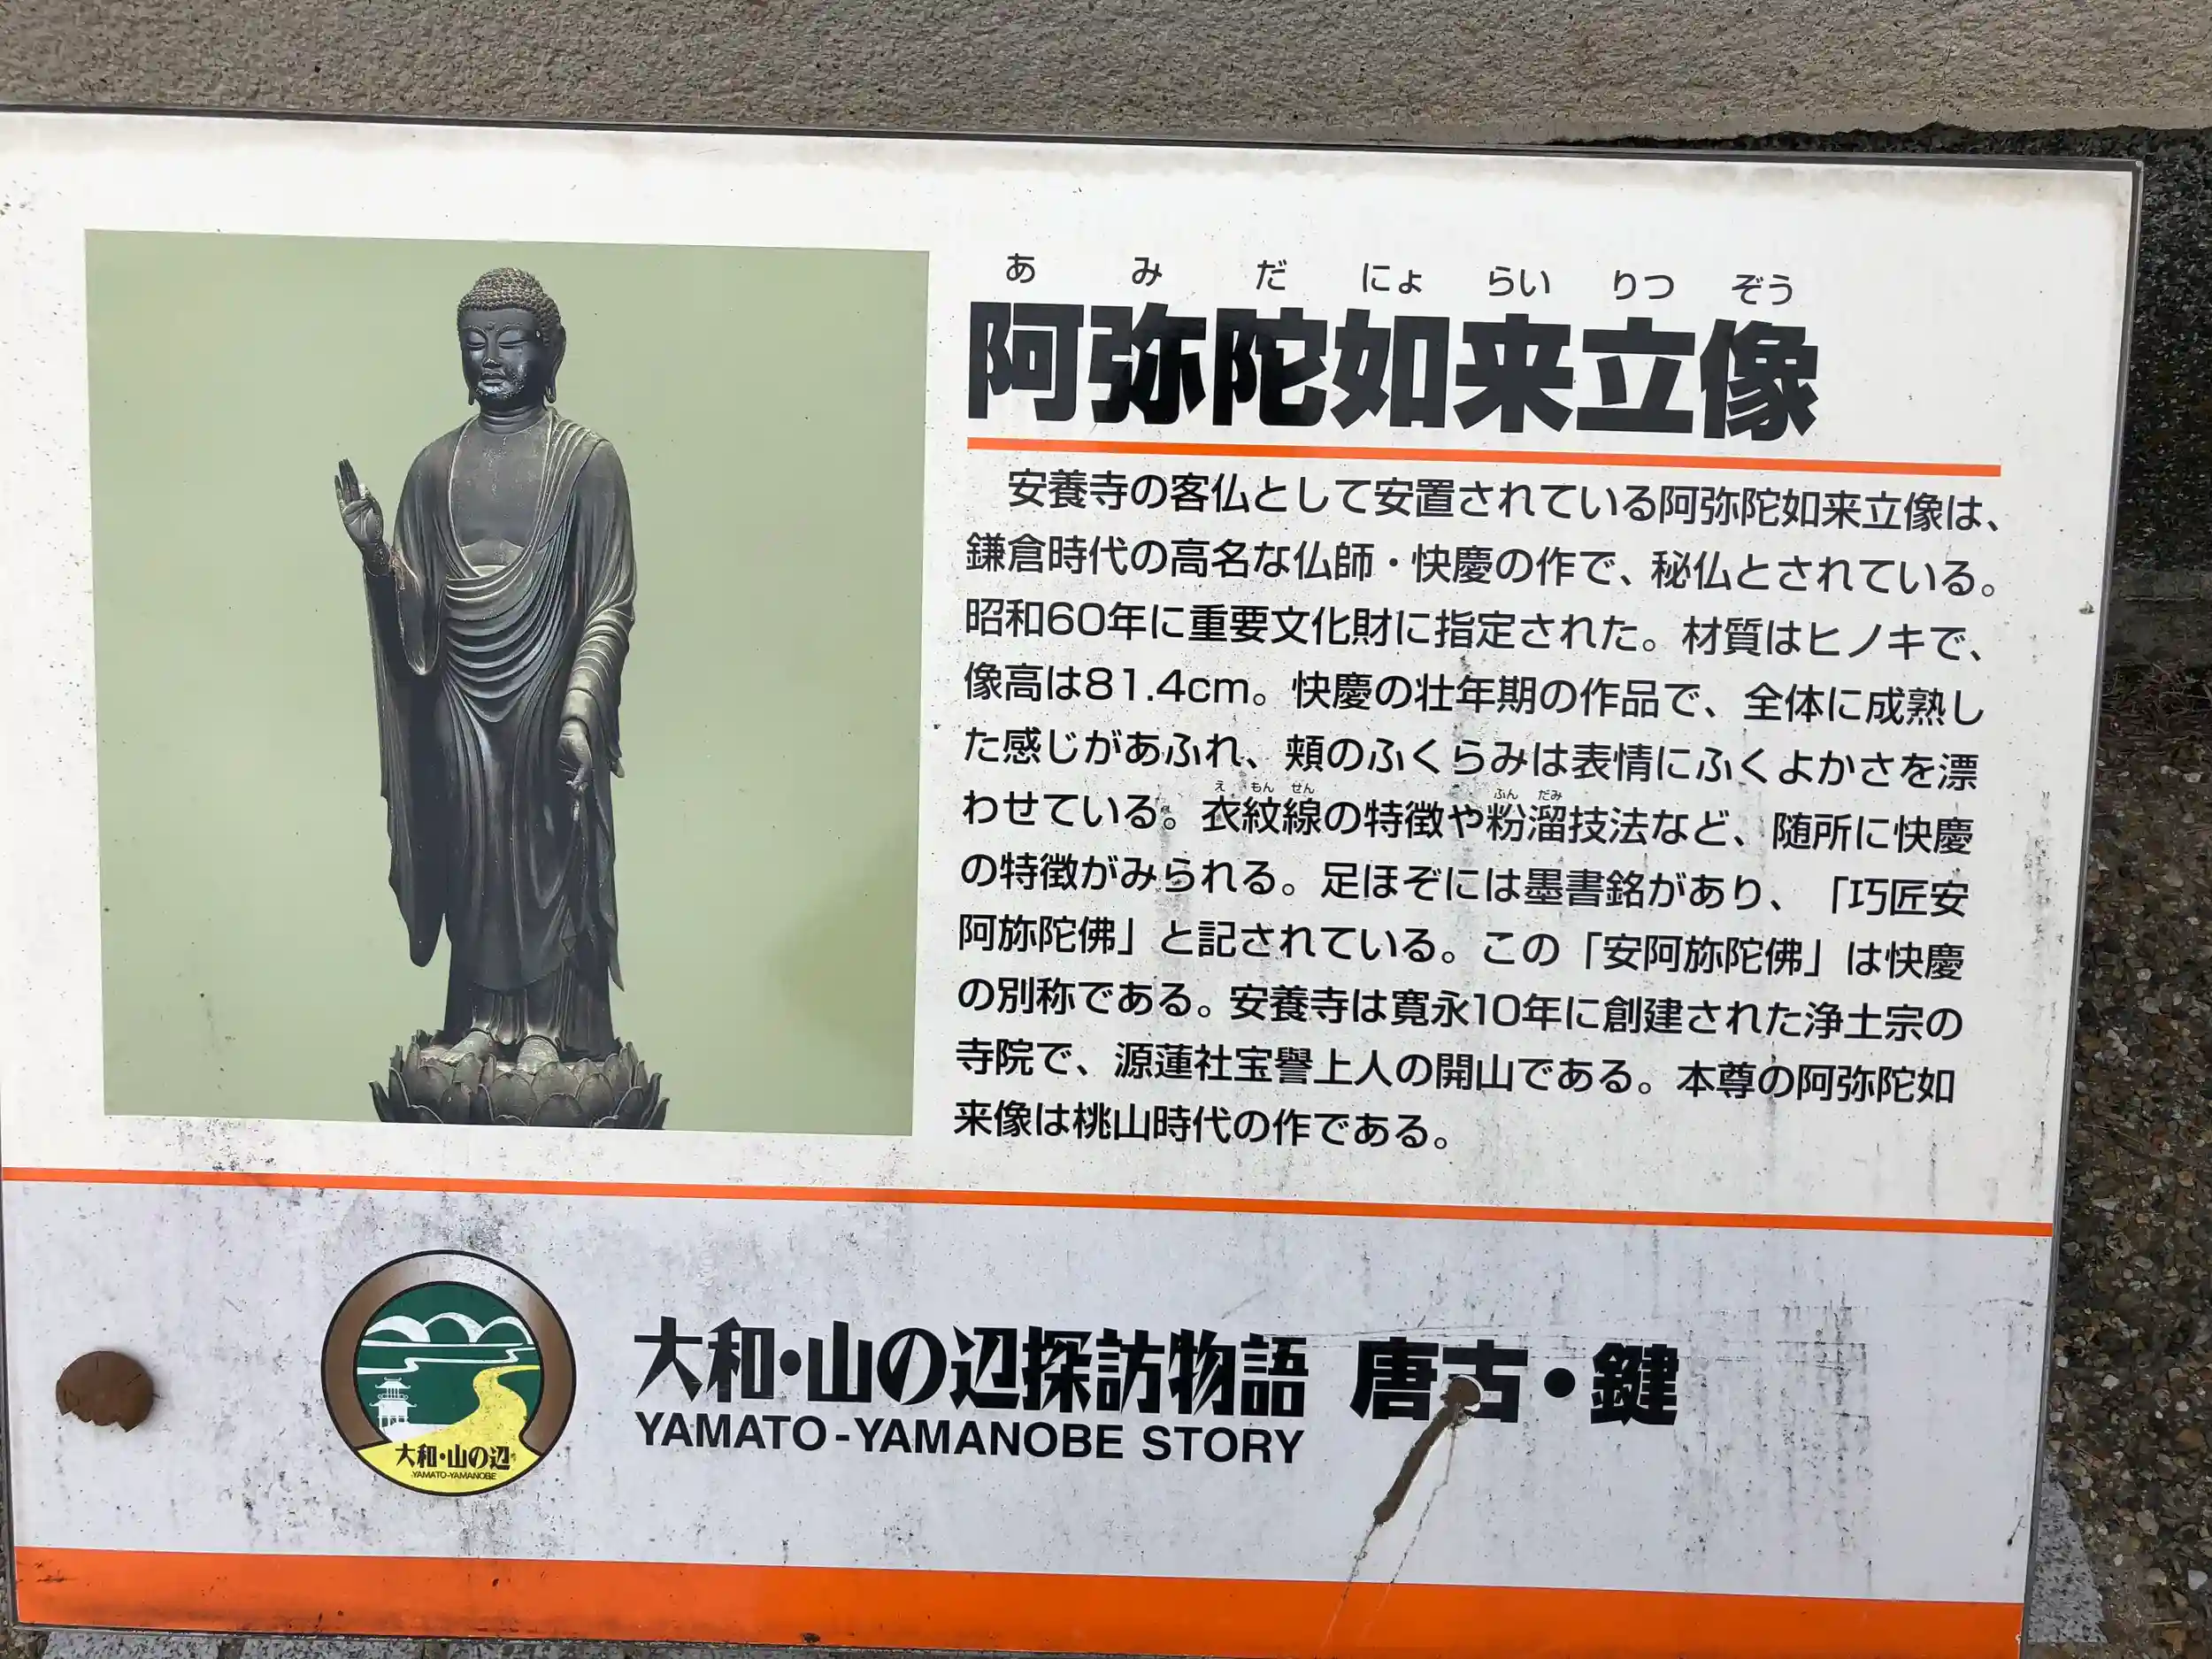 あ み だ にょ らい りつ ぞう
阿弥陀如来立像
安養寺の客仏として安置されている阿弥陀如来立像は、
鎌倉時代の高名な仏師・快慶の作で、秘仏とされている。
昭和60年に重要文化財に指定された。材質はヒノキで、
像高は81.4cm。快慶の壮年期の作品で、全体に成熟し
た感じがあふれ、頬のふくらみは表情にふくよかさを漂
え もん せん ふん だみ
わせている。衣紋線の特徴や粉溜技法など、随所に快慶
の特徴がみられる。足ほぞには墨書銘があり、「巧匠安
阿弥陀佛」と記されている。この「安阿弥陀佛」は快慶
の別称である。安養寺は寛永10年に創建された浄土宗の
寺院で、源蓮社宝譽上人の開山である。本尊の阿弥陀如
来像は桃山時代の作である。
大和・山の辺探訪物語 唐古・鍵
YAMATO-YAMANOBE STORY
大和・山の辺
YAMATO-YAMANOBE